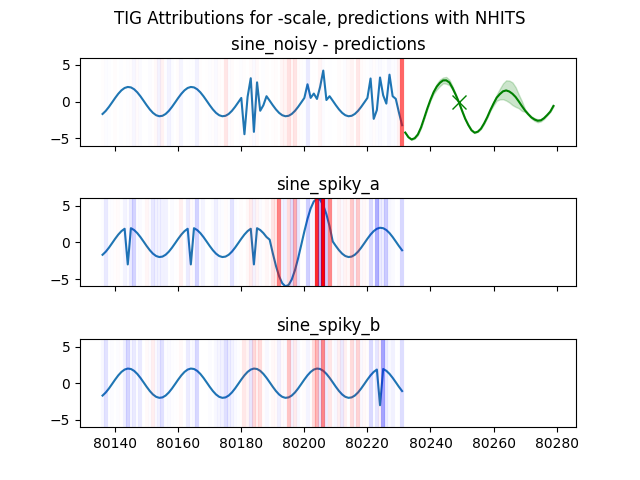 TIG Attributions for -scale, predictions with NHITS
sine_noisy - predictions
5
0
−5
sine_spiky_a
5
0
−5
sine_spiky_b
5
0
−5
80140 80160 80180 80200 80220 80240 80260 80280